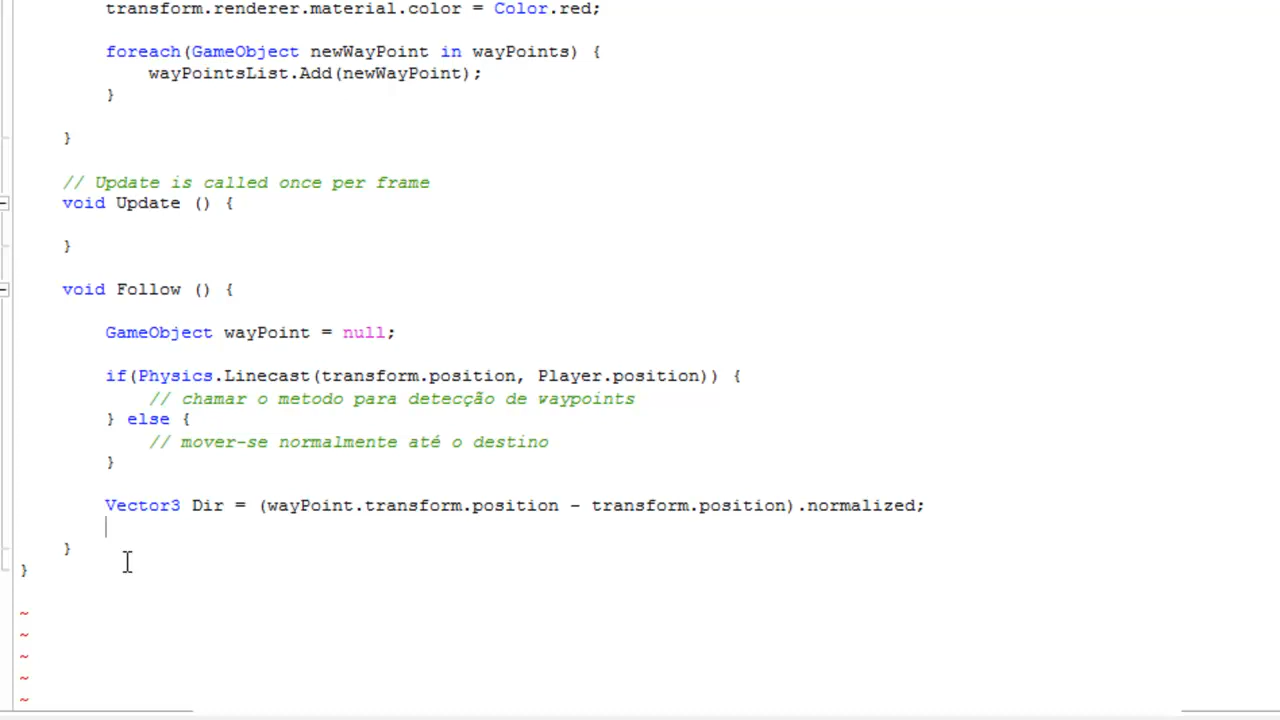 transform.renderer.material.color = Color.red;
foreach(GameObject newWayPoint in wayPoints) {
wayPointsList.Add(newWayPoint);
}
}
// Update is called once per frame
void Update () {
}
void Follow () {
GameObject wayPoint = null;
if(Physics.Linecast(transform.position, Player.position)) {
// chamar o metodo para detecção de waypoints
} else {
// mover-se normalmente até o destino
}
Vector3 Dir = (wayPoint.transform.position - transform.position).normalized;
}
}
~
~
~
~
~